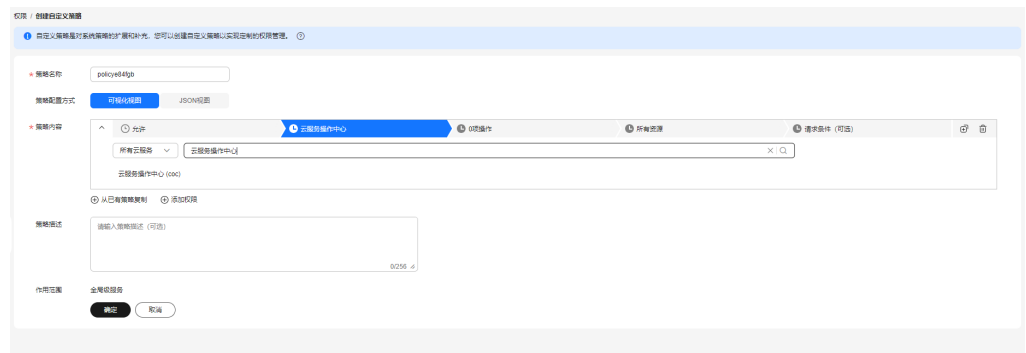 权限 / 创建自定义策略
自定义策略是对系统策略的扩展和补充，您可以创建自定义策略以实现定制的权限管理。
★ 策略名称 policye84fgb
策略配置方式 可视化视图 JSON视图
★ 策略内容 允许 云服务操作中心 0项操作 所有资源 请求条件（可选）
所有云服务 云服务操作中心
云服务操作中心 (coc)
从已有策略复制 添加权限
策略描述 请输入策略描述（可选）
0/256
作用范围 全局级服务
确定 取消